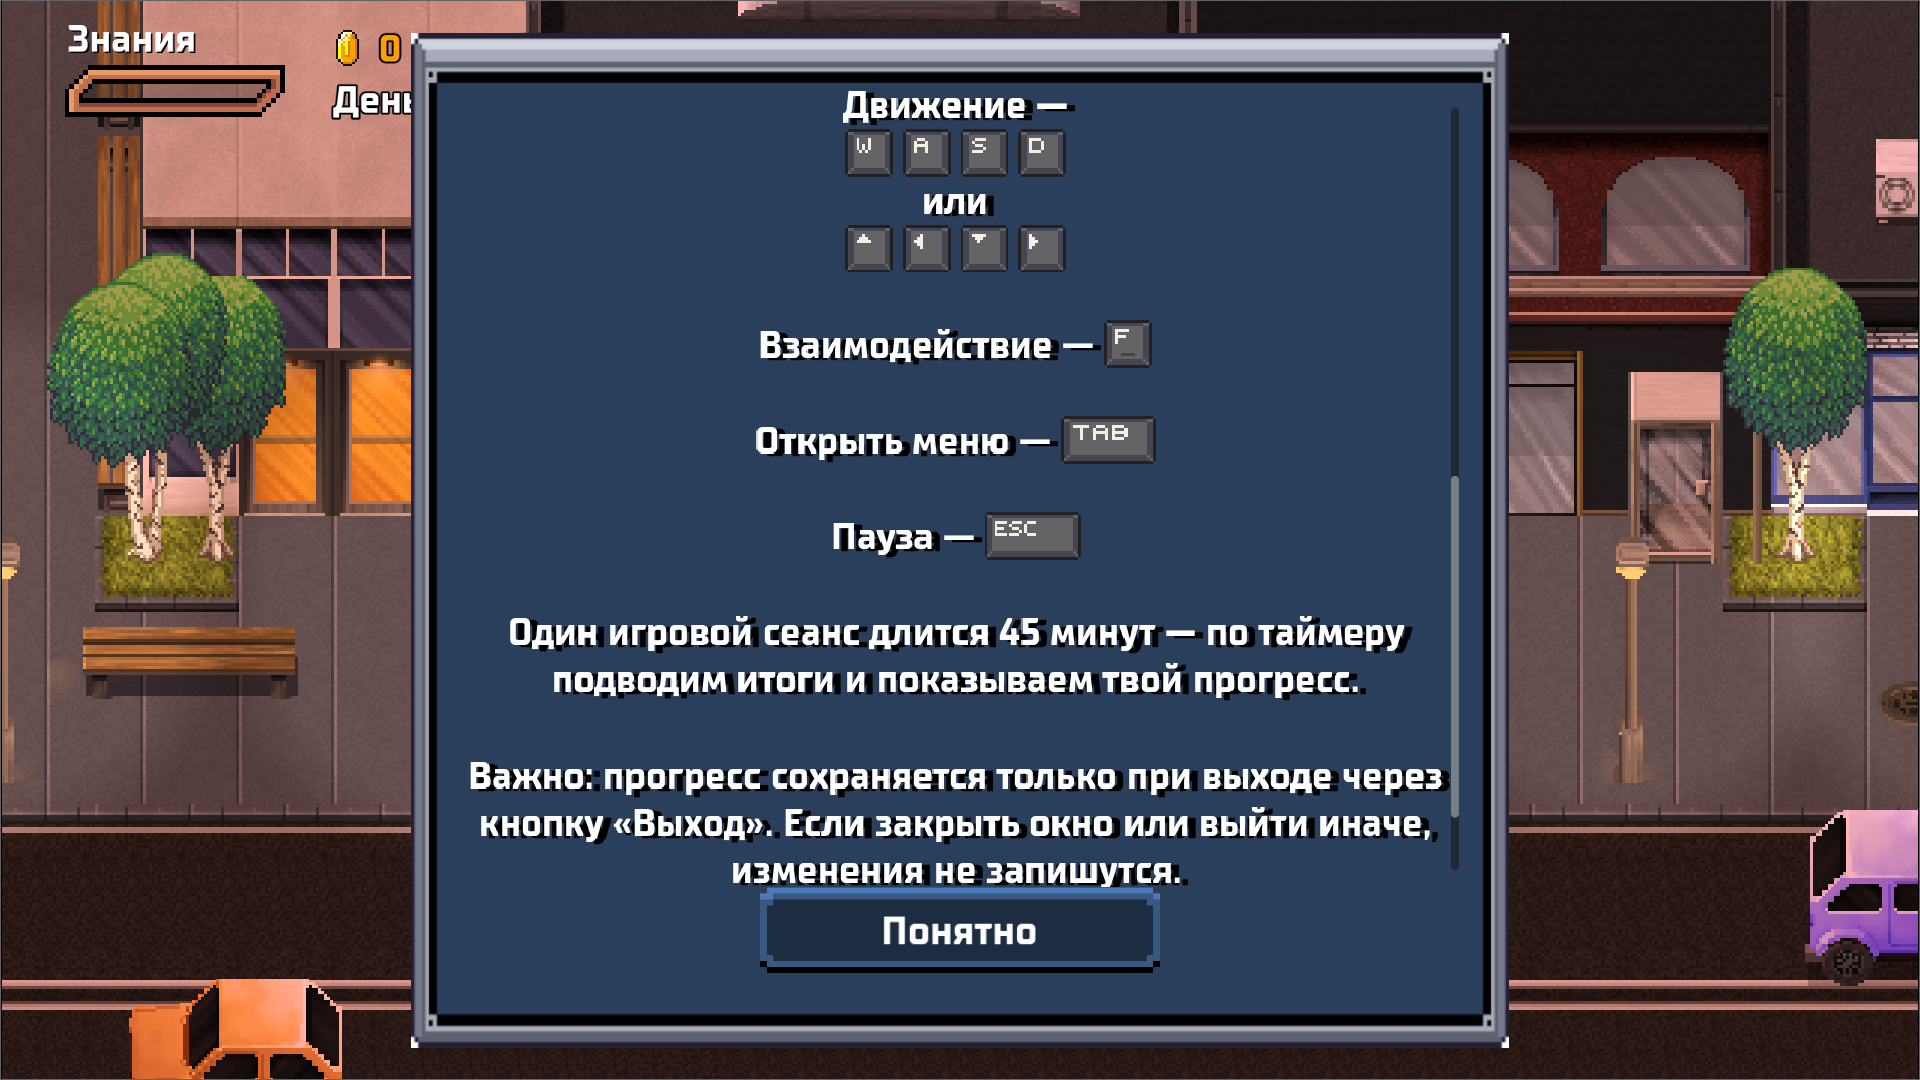 Знания
0
День
Движение —
W A S D
или
Взаимодействие — F
Открыть меню — TAB
Пауза — ESC
Один игровой сеанс длится 45 минут — по таймеру
подводим итоги и показываем твой прогресс.
Важно: прогресс сохраняется только при выходе через
кнопку «Выход». Если закрыть окно или выйти иначе,
изменения не запишутся.
Понятно